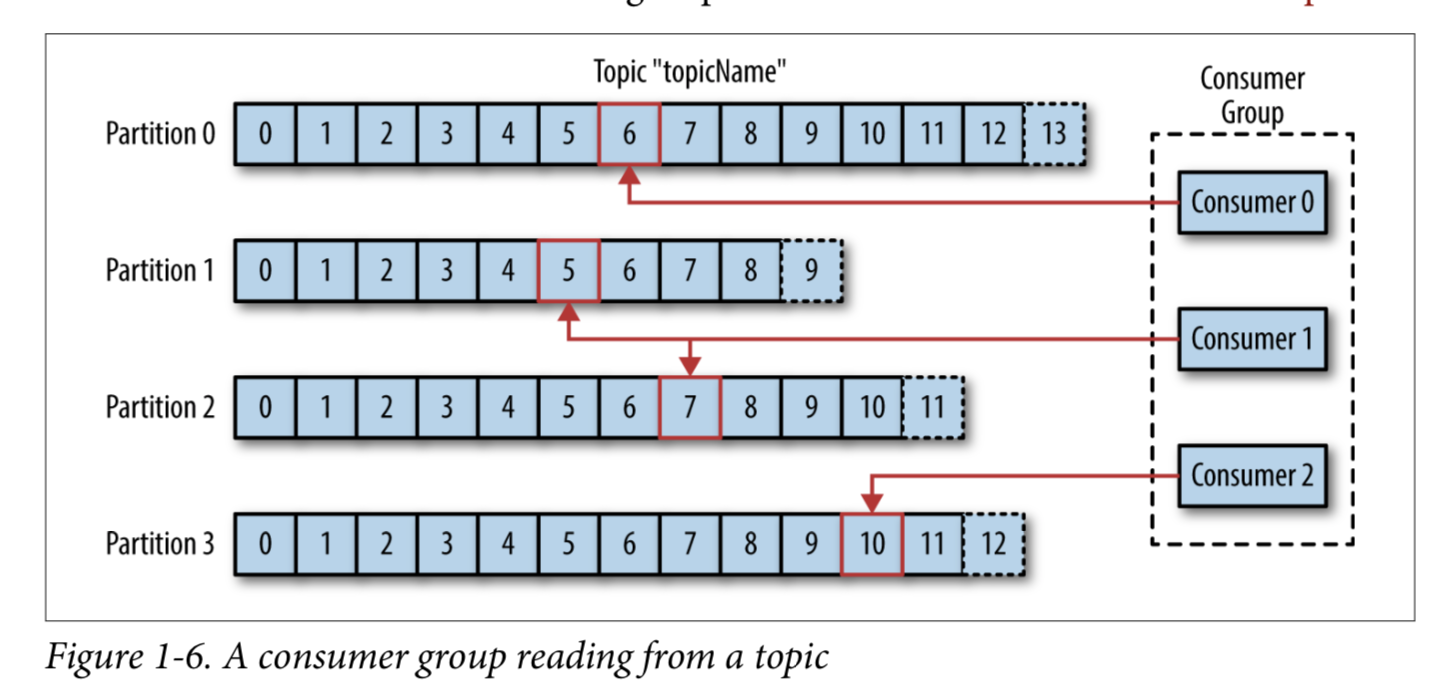 Topic "topicName"
Consumer
Group
Partition 0 0 1 2 3 4 5 6 7 8 9 10 11 12 13
Consumer 0
Partition 1 0 1 2 3 4 5 6 7 8 9
Consumer 1
Partition 2 0 1 2 3 4 5 6 7 8 9 10 11
Consumer 2
Partition 3 0 1 2 3 4 5 6 7 8 9 10 11 12
Figure 1-6. A consumer group reading from a topic